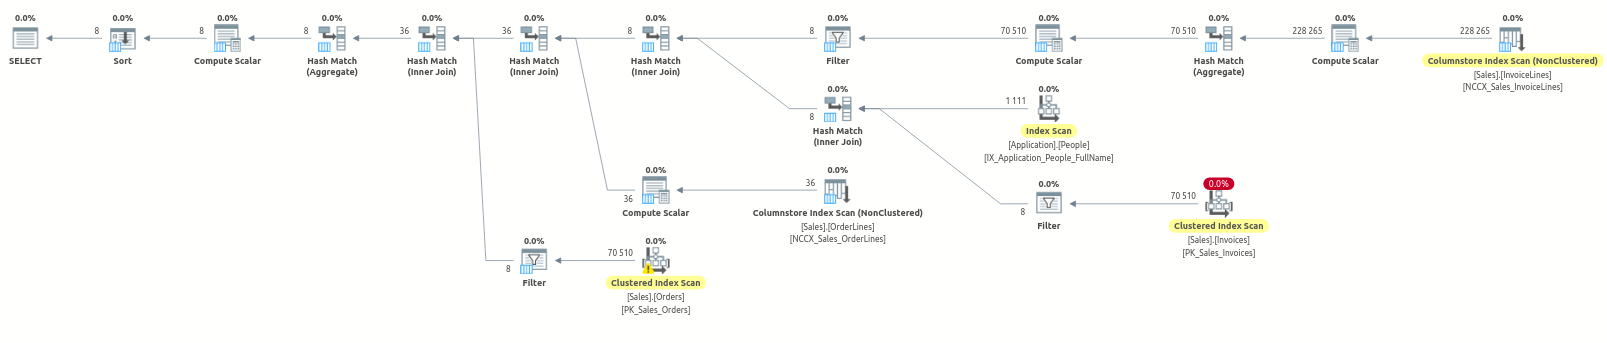 0.0%
8
SELECT
0.0%
8
Sort
0.0%
8
Compute Scalar
0.0%
36
Hash Match
(Aggregate)
0.0%
36
Hash Match
(Inner Join)
0.0%
8
Hash Match
(Inner Join)
0.0%
8
Hash Match
(Inner Join)
0.0%
70 510
Filter
0.0%
70 510
Compute Scalar
0.0%
228 265
Hash Match
(Aggregate)
0.0%
228 265
Compute Scalar
0.0%
Columnstore Index Scan (NonClustered)
[Sales].[InvoiceLines]
[NCCX_Sales_InvoiceLines]
0.0%
8
Hash Match
(Inner Join)
1 111
0.0%
Index Scan
[Application].[People]
[IX_Application_People_FullName]
0.0%
36
Compute Scalar
36
0.0%
Columnstore Index Scan (NonClustered)
[Sales].[OrderLines]
[NCCX_Sales_OrderLines]
0.0%
8
Filter
70 510
0.0%
Clustered Index Scan
[Sales].[Invoices]
[PK_Sales_Invoices]
0.0%
8
Filter
70 510
0.0%
Clustered Index Scan
[Sales].[Orders]
[PK_Sales_Orders]